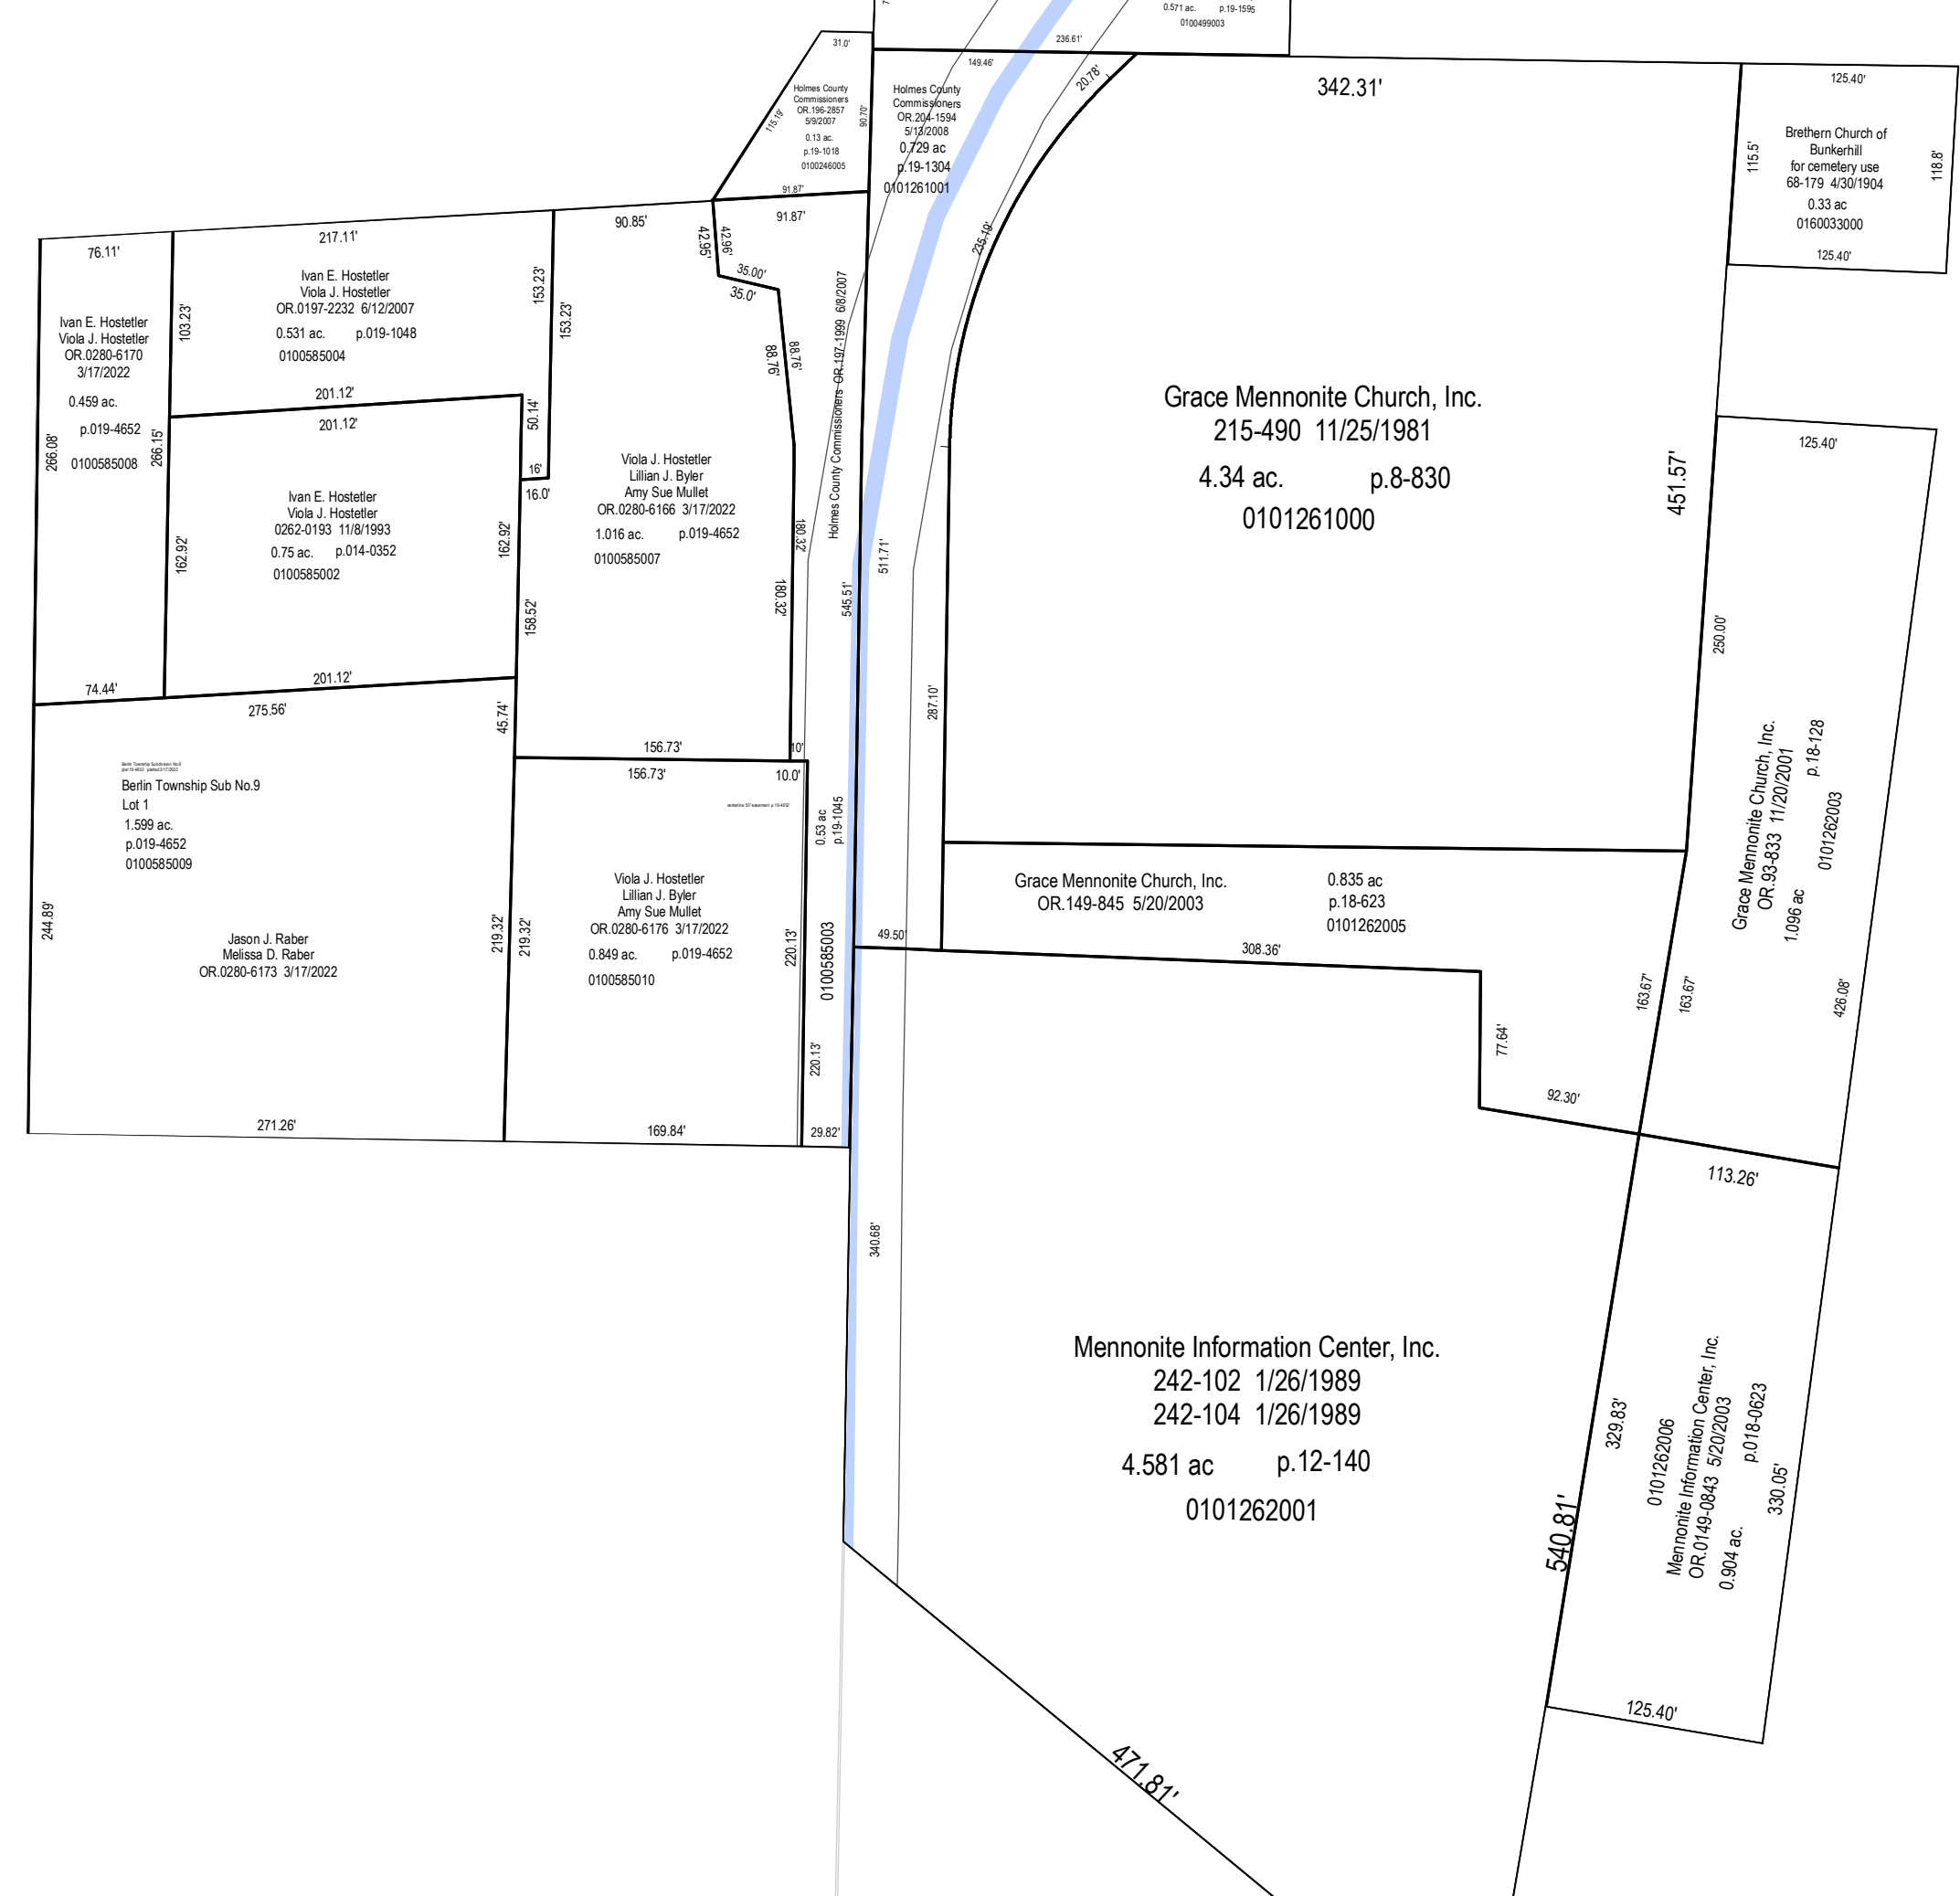 0.571 ac. p.19-1595
0100499003
236.61'
31.0'
149.46'
20.78'
342.31'
125.40'
Holmes County
Commissioners
OR.196-2857
5/9/2007
0.13 ac.
p.19-1018
0100246005
115.19'
90.70'
91.87'
Holmes County
Commissioners
OR.204-1594
5/13/2008
0.729 ac
p.19-1304
0101261001
115.5'
Brethern Church of
Bunkerhill
for cemetery use
68-179 4/30/1904
0.33 ac
0160033000
118.8'
125.40'
76.11'
217.11'
90.85'
91.87'
42.95'
42.96'
35.00'
35.0'
235.19'
Ivan E. Hostetler
Viola J. Hostetler
OR.0280-6170
3/17/2022
0.459 ac.
p.019-4652
0100585008
266.08'
266.15'
103.23'
Ivan E. Hostetler
Viola J. Hostetler
OR.0197-2232 6/12/2007
0.531 ac. p.019-1048
0100585004
153.23'
153.23'
201.12'
201.12'
50.14'
16'
16.0'
88.76'
88.76'
Holmes County Commissioners OR.197-1999 6/8/2007
Ivan E. Hostetler
Viola J. Hostetler
0262-0193 11/8/1993
0.75 ac. p.014-0352
0100585002
162.92'
162.92'
158.52'
Viola J. Hostetler
Lillian J. Byler
Amy Sue Mullet
OR.0280-6166 3/17/2022
1.016 ac. p.019-4652
0100585007
180.32'
180.32'
545.51'
511.71'
287.10'
Grace Mennonite Church, Inc.
215-490 11/25/1981
4.34 ac. p.8-830
0101261000
451.57'
125.40'
250.00'
Grace Mennonite Church, Inc.
OR.93-833 11/20/2001
1.096 ac
p.18-128
0101262003
163.67'
163.67'
426.08'
74.44'
201.12'
275.56'
45.74'
156.73'
10'
156.73'
10.0'
Berlin Township Subdivision No.9
Berlin Township Sub No.9
Lot 1
1.599 ac.
p.019-4652
0100585009
244.89'
Jason J. Raber
Melissa D. Raber
OR.0280-6173 3/17/2022
219.32'
219.32'
271.26'
centerline 50' easement p.19-4652
Viola J. Hostetler
Lillian J. Byler
Amy Sue Mullet
OR.0280-6176 3/17/2022
0.849 ac. p.019-4652
0100585010
220.13'
169.84'
0.53 ac
p.19-1045
0100585003
220.13'
29.82'
49.50'
Grace Mennonite Church, Inc.
OR.149-845 5/20/2003
0.835 ac
p.18-623
0101262005
308.36'
77.64'
92.30'
113.26'
340.68'
Mennonite Information Center, Inc.
242-102 1/26/1989
242-104 1/26/1989
4.581 ac p.12-140
0101262001
540.81'
471.81'
329.83'
0101262006
Mennonite Information Center, Inc.
OR.0149-0843 5/20/2003
0.904 ac. p.018-0623
330.05'
125.40'